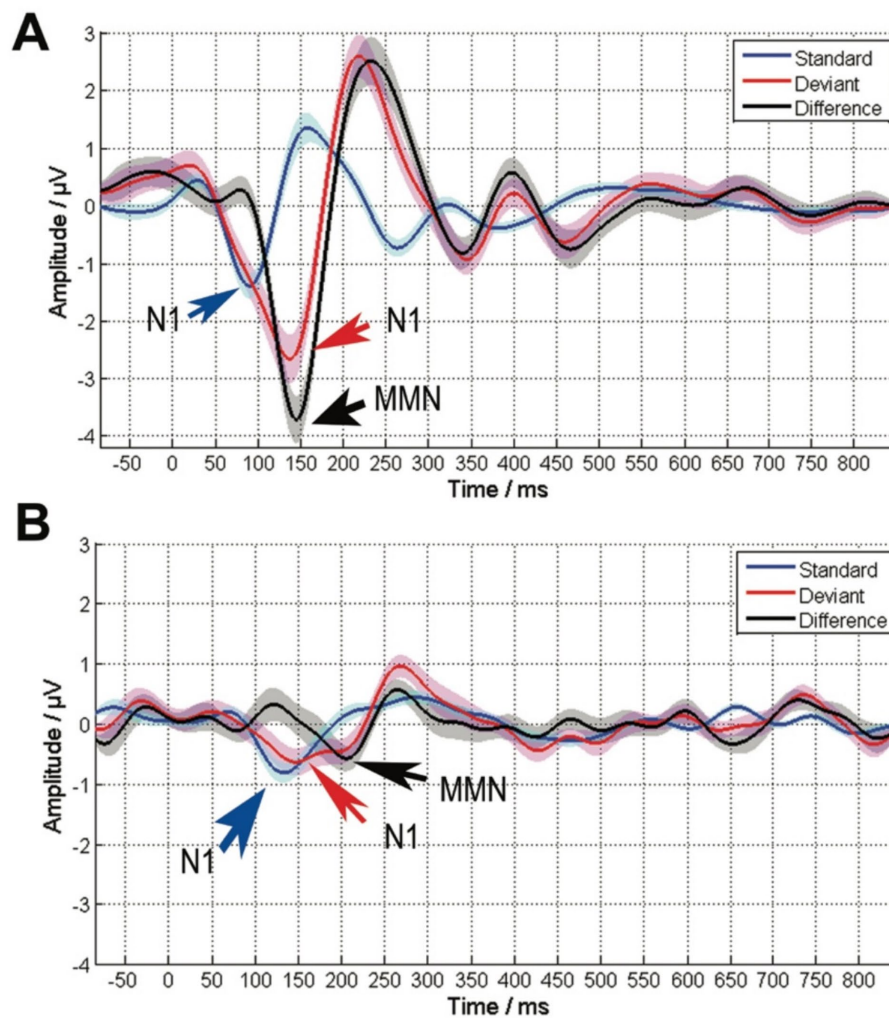 A
3
2
1
0
-1
-2
-3
-4
Amplitude / µV
Standard
Deviant
Difference
N1
N1
MMN
-50 0 50 100 150 200 250 300 350 400 450 500 550 600 650 700 750 800
Time / ms
B
3
2
1
0
-1
-2
-3
-4
Amplitude / µV
Standard
Deviant
Difference
MMN
N1
N1
-50 0 50 100 150 200 250 300 350 400 450 500 550 600 650 700 750 800
Time / ms